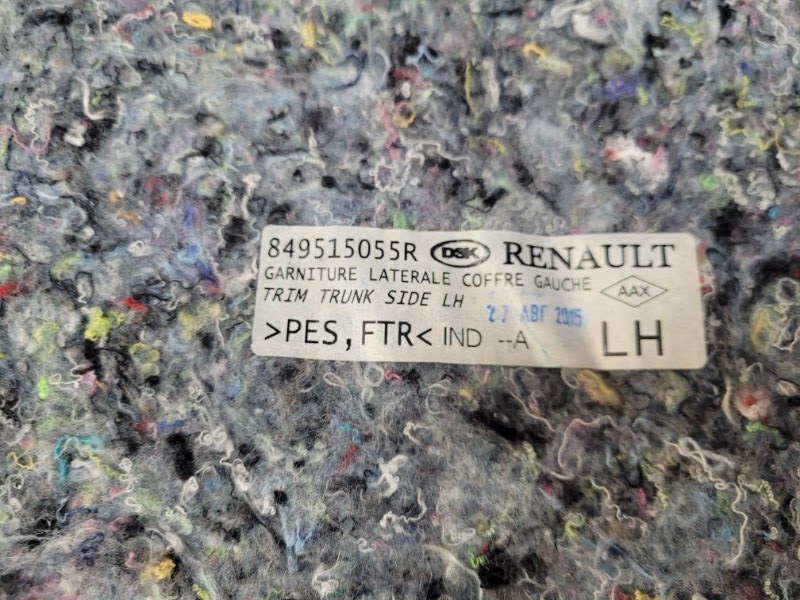 849515055R DSK RENAULT
GARNITURE LATERALE COFFRE GAUCHE
AAX
TRIM TRUNK SIDE LH
27 ABR 2015
>PES,FTR< IND --A LH